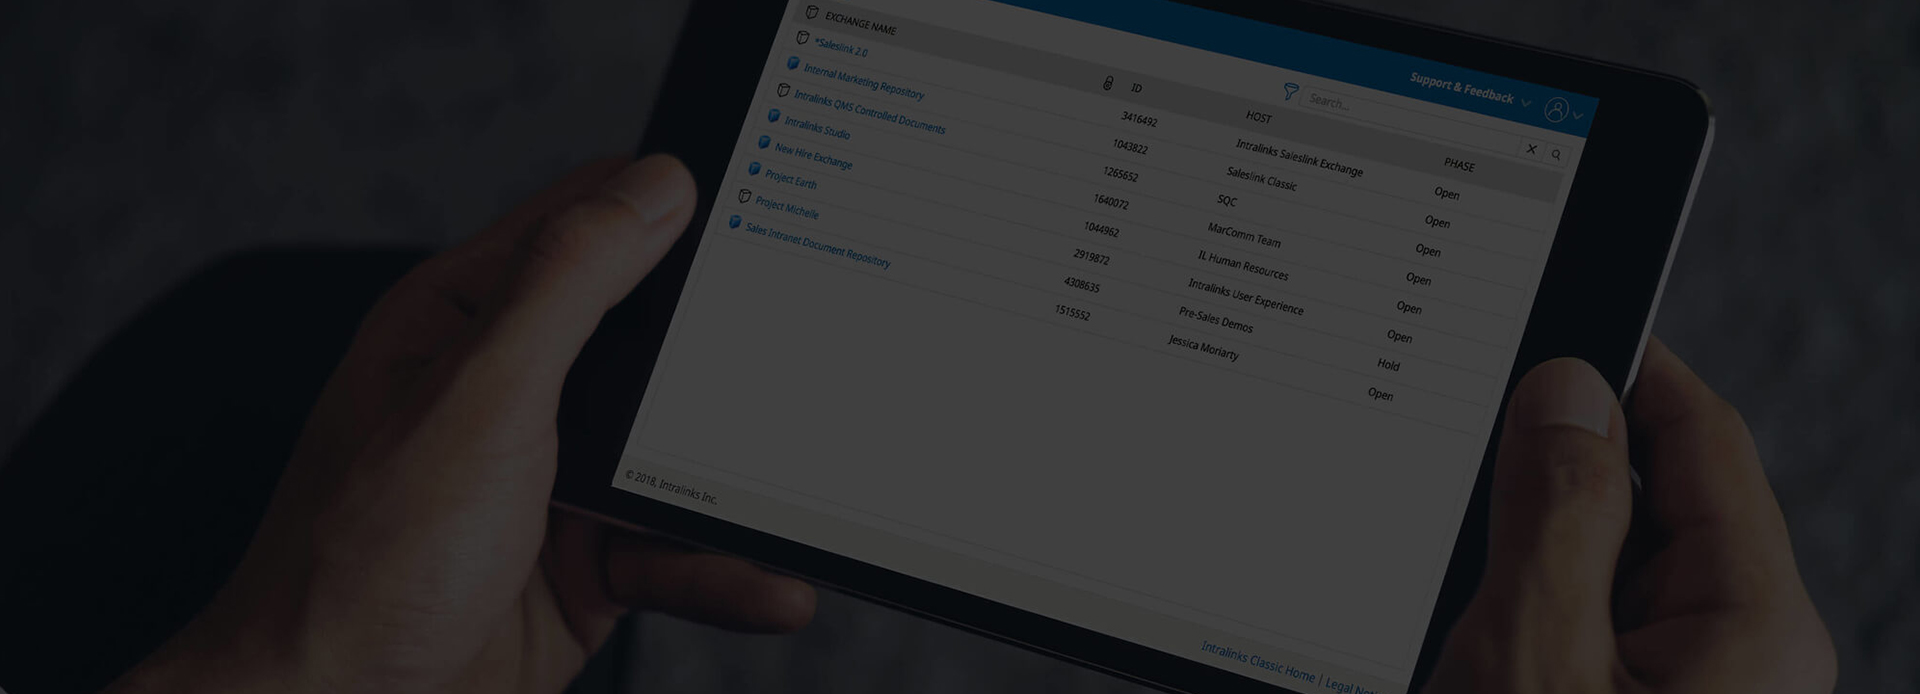 Support & Feedback
Search...
EXCHANGE NAME ID HOST PHASE
*Saleslink 2.0 3416492 Intralinks Saleslink Exchange Open
Internal Marketing Repository 1043822 Saleslink Classic Open
Intralinks QMS Controlled Documents 1265652 SQC Open
Intralinks Studio 1640072 MarComm Team Open
New Hire Exchange 1044962 IL Human Resources Open
Project Earth 2919872 Intralinks User Experience Open
Project Michelle 4308635 Pre-Sales Demos Hold
Sales Intranet Document Repository 1515552 Jessica Moriarty Open
© 2018, Intralinks Inc.
Intralinks Classic Home | Legal Not